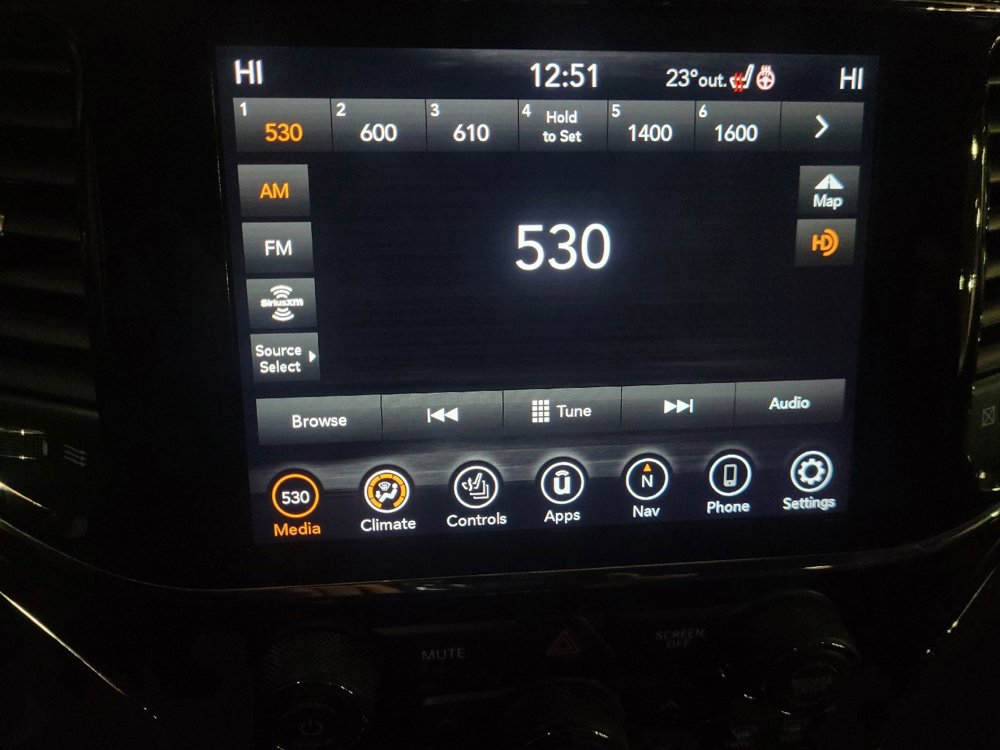 HI 12:51 23°out. HI
1 530 2 600 3 610 4 Hold to Set 5 1400 6 1600
AM
530
Map
FM
HD
SiriusXM
Source
Select
Browse Tune Audio
530 N
Media Climate Controls Apps Nav Phone Settings
MUTE SCREEN
OFF